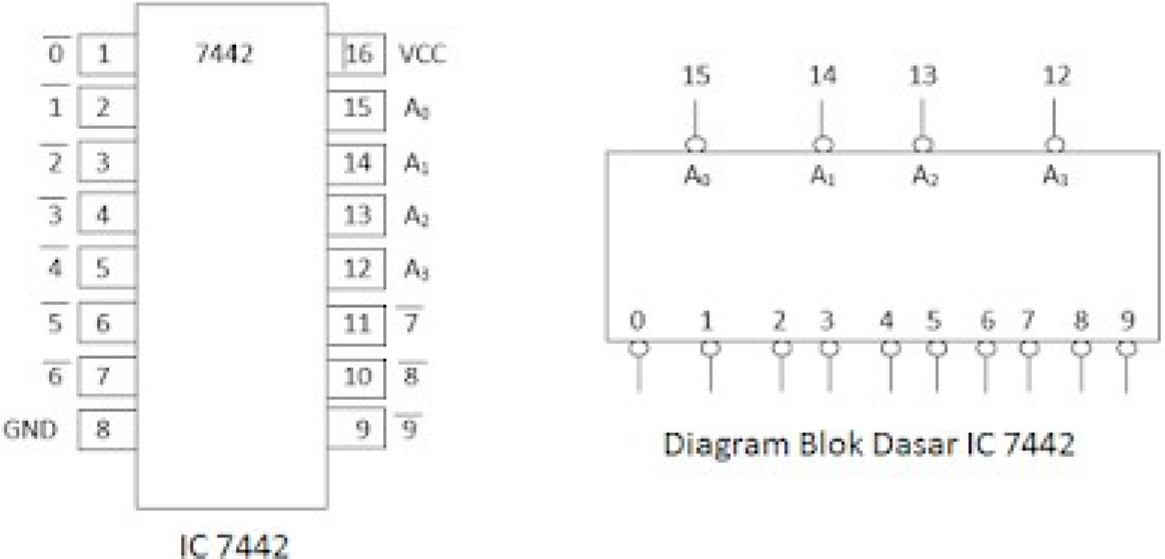 7442
0̅ 1 16 VCC
1̅ 2 15 A₀
2̅ 3 14 A₁
3̅ 4 13 A₂
4̅ 5 12 A₃
5̅ 6 11 7̅
6̅ 7 10 8̅
GND 8 9 9̅
IC 7442
15 14 13 12
A₀ A₁ A₂ A₃
0 1 2 3 4 5 6 7 8 9
Diagram Blok Dasar IC 7442